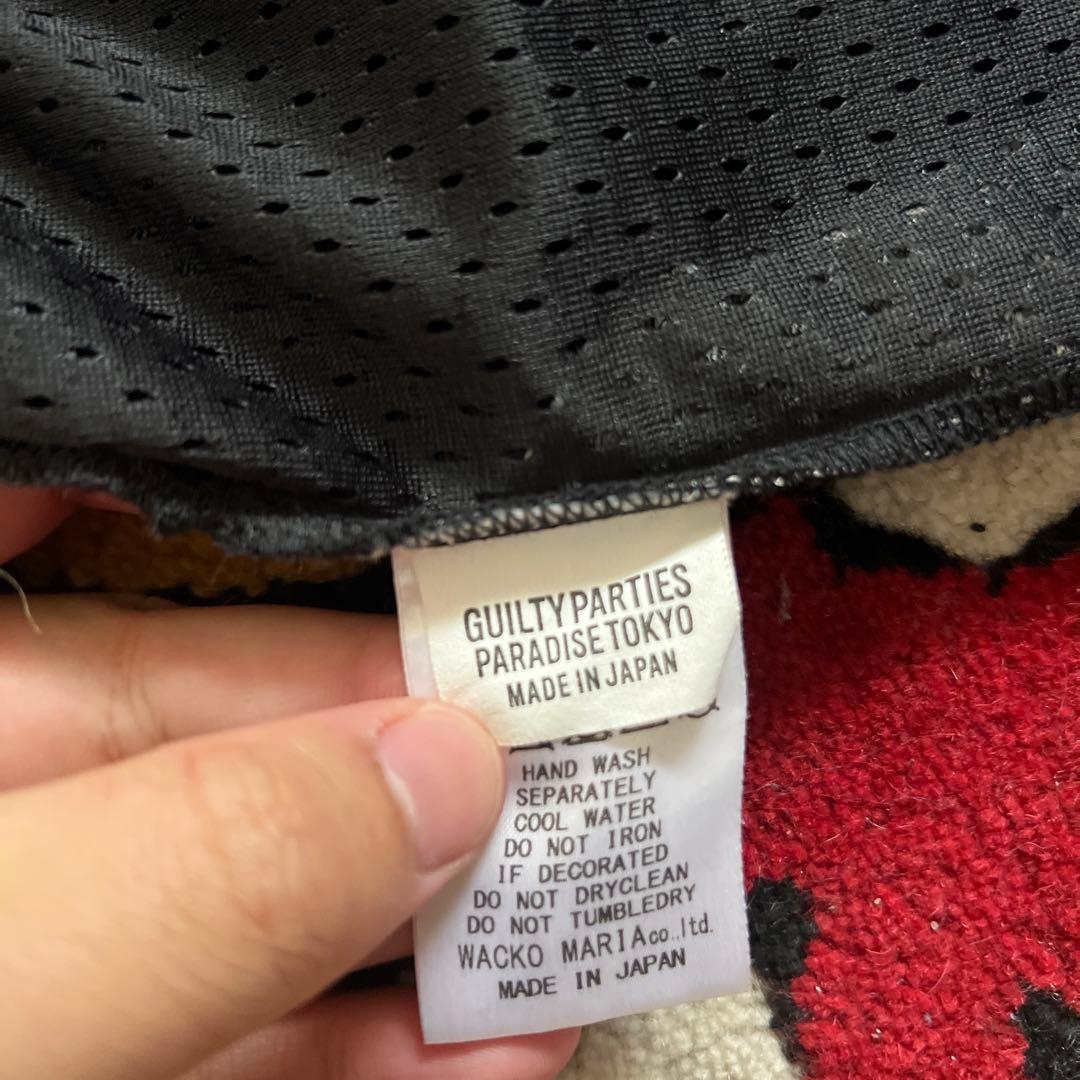 GUILTY PARTIES
PARADISE TOKYO
MADE IN JAPAN
HAND WASH
SEPARATELY
COOL WATER
DO NOT IRON
IF DECORATED
DO NOT DRYCLEAN
DO NOT TUMBLEDRY
WACKO MARIA co.,ltd.
MADE IN JAPAN